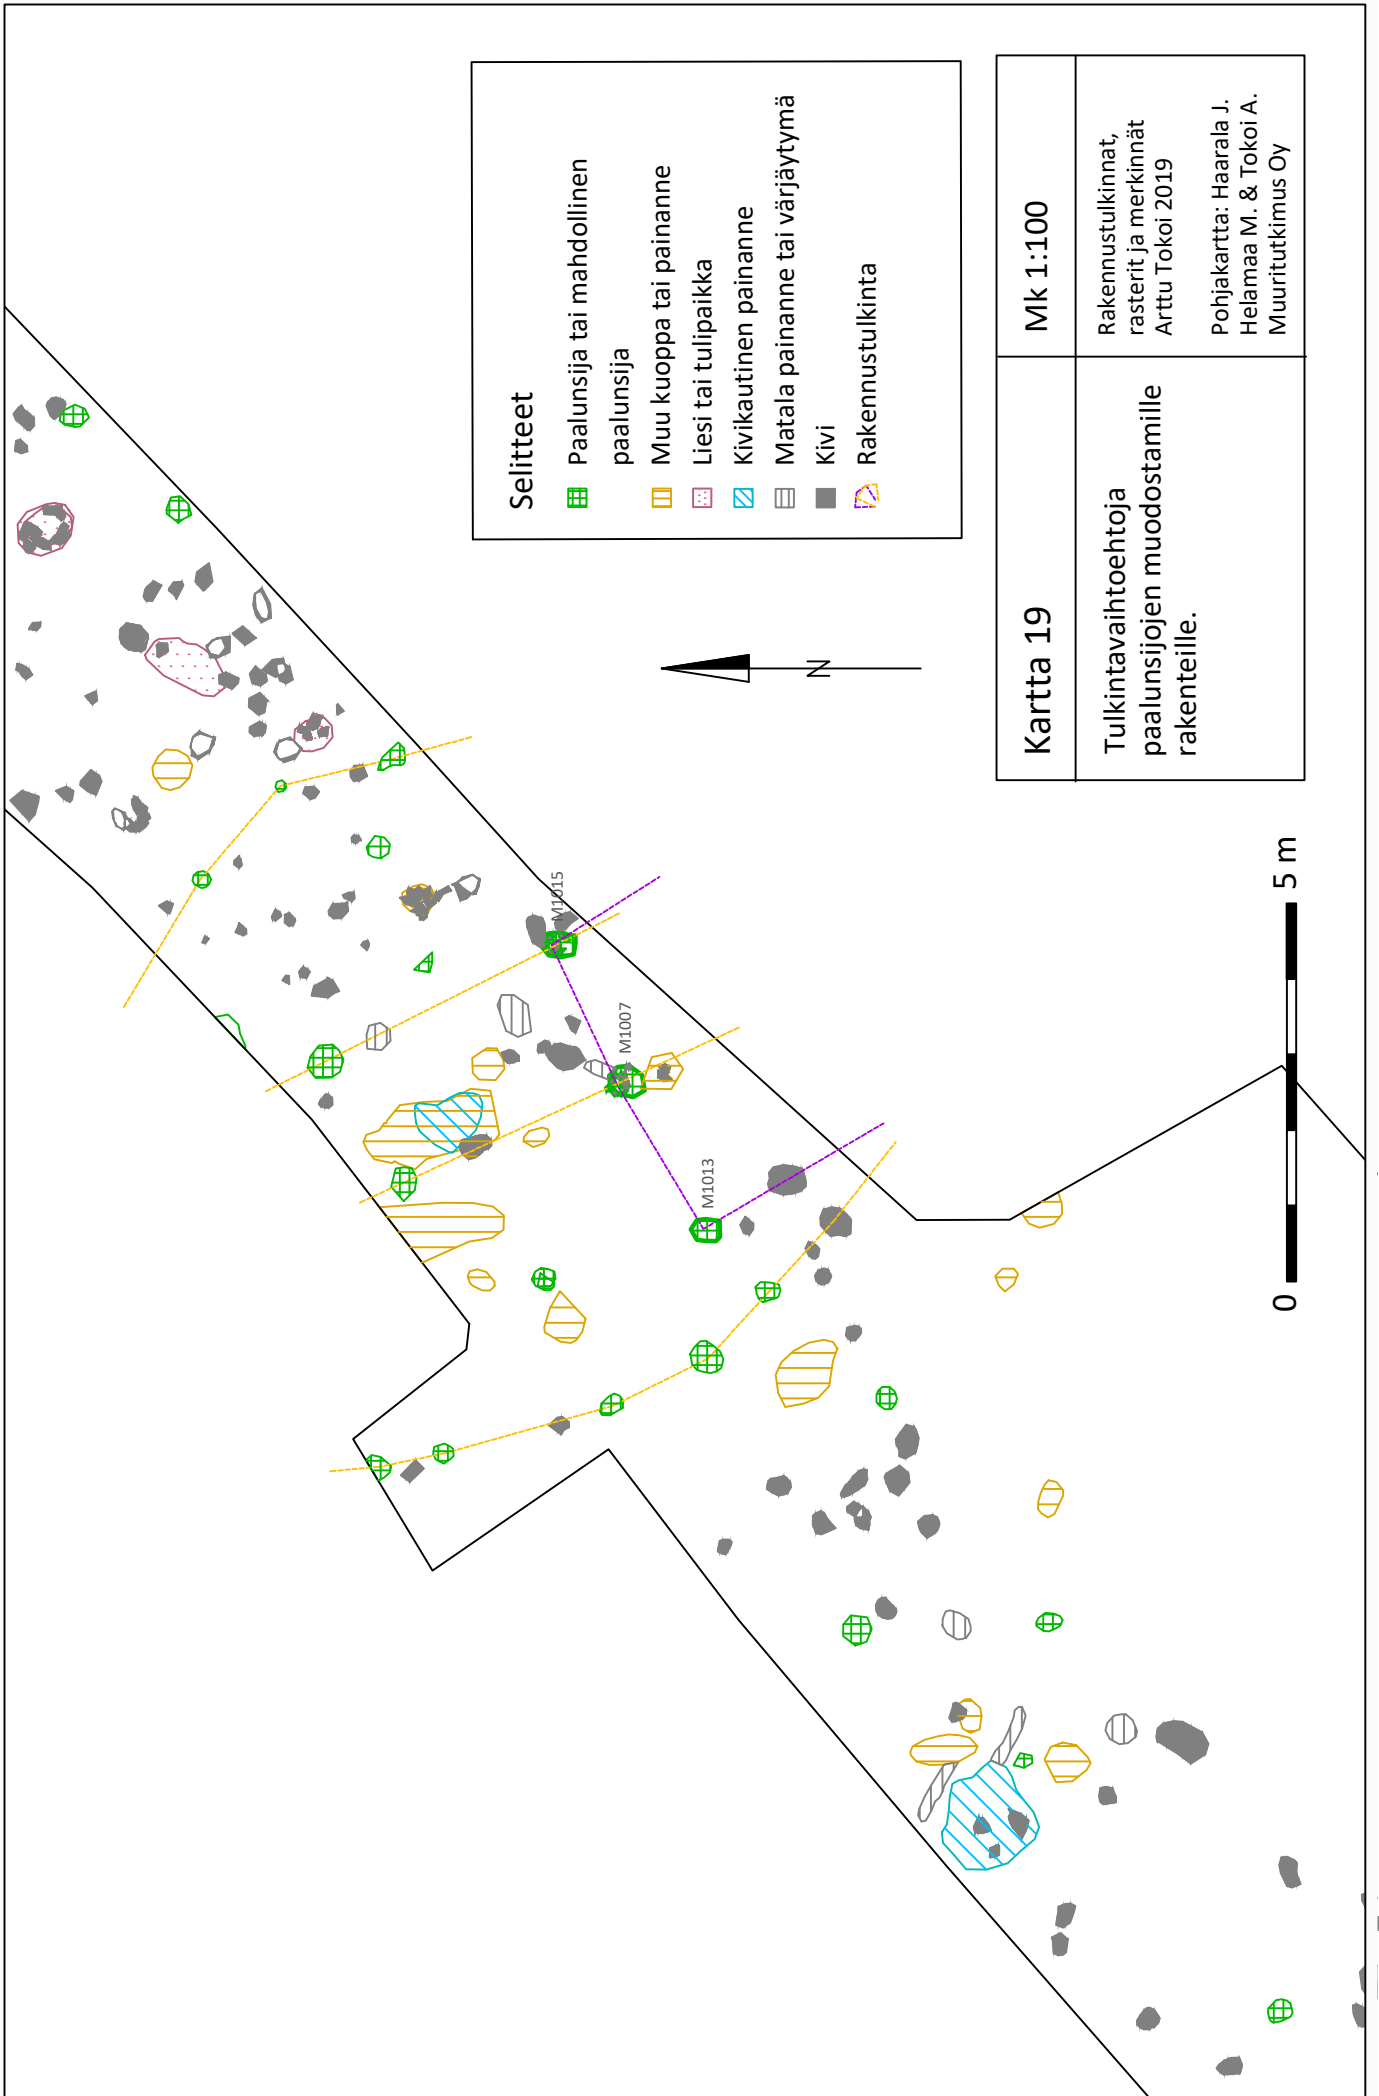 Selitteet
Paalunsija tai mahdollinen
paalunsija
Muu kuoppa tai painanne
Liesi tai tulipaikka
Kivikautinen painanne
Matala painanne tai värjäytymä
Kivi
Rakennustulkinta
Kartta 19
Mk 1:100
Tulkintavaihtoehtoja
paalunsijojen muodostamille
rakenteille.
Rakennustulkinnat,
rasterit ja merkinnät
Arttu Tokoi 2019
Pohjakartta: Haarala J.
Helamaa M. & Tokoi A.
Muuritutkimus Oy
N
0
5 m
M1015
M1007
M1013